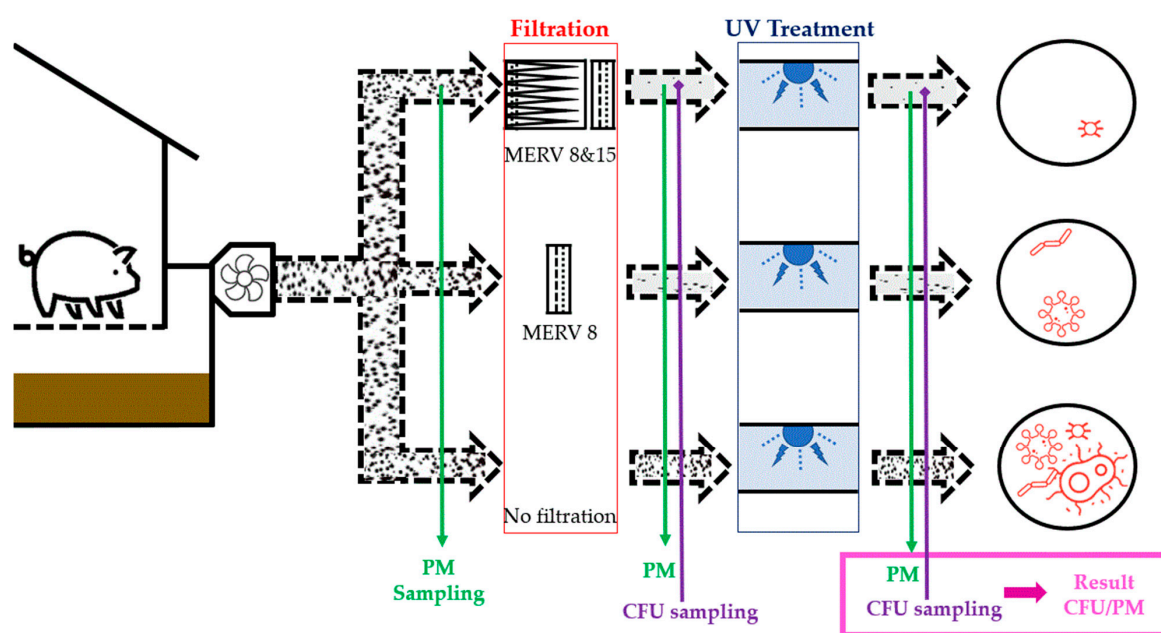 Filtration
UV Treatment
MERV 8&15
MERV 8
No filtration
PM
Sampling
PM
CFU sampling
PM
CFU sampling
Result
CFU/PM